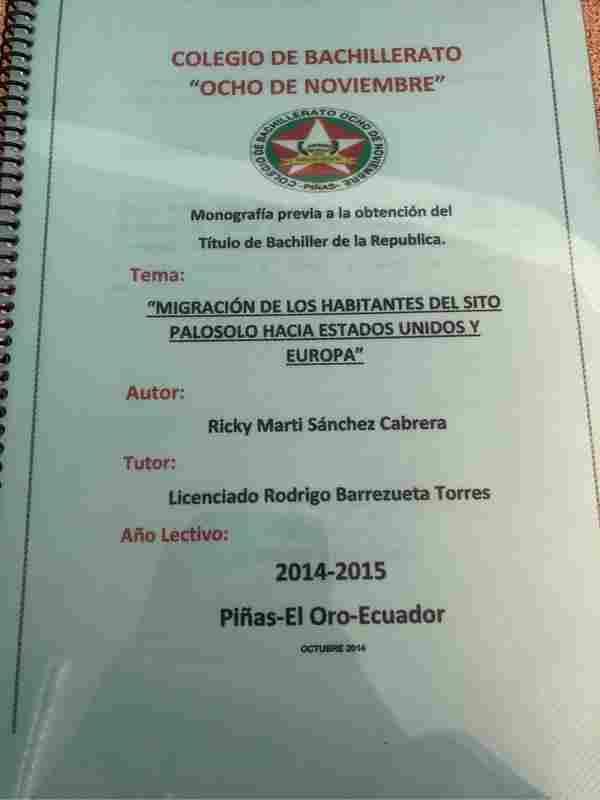 COLEGIO DE BACHILLERATO
“OCHO DE NOVIEMBRE”
COLEGIO DE BACHILLERATO OCHO DE NOVIEMBRE
-PIÑAS-
Monografía previa a la obtención del
Título de Bachiller de la Republica.
Tema:
“MIGRACIÓN DE LOS HABITANTES DEL SITO
PALOSOLO HACIA ESTADOS UNIDOS Y
EUROPA”
Autor:
Ricky Marti Sánchez Cabrera
Tutor:
Licenciado Rodrigo Barrezueta Torres
Año Lectivo:
2014-2015
Piñas-El Oro-Ecuador
OCTUBRE 2014